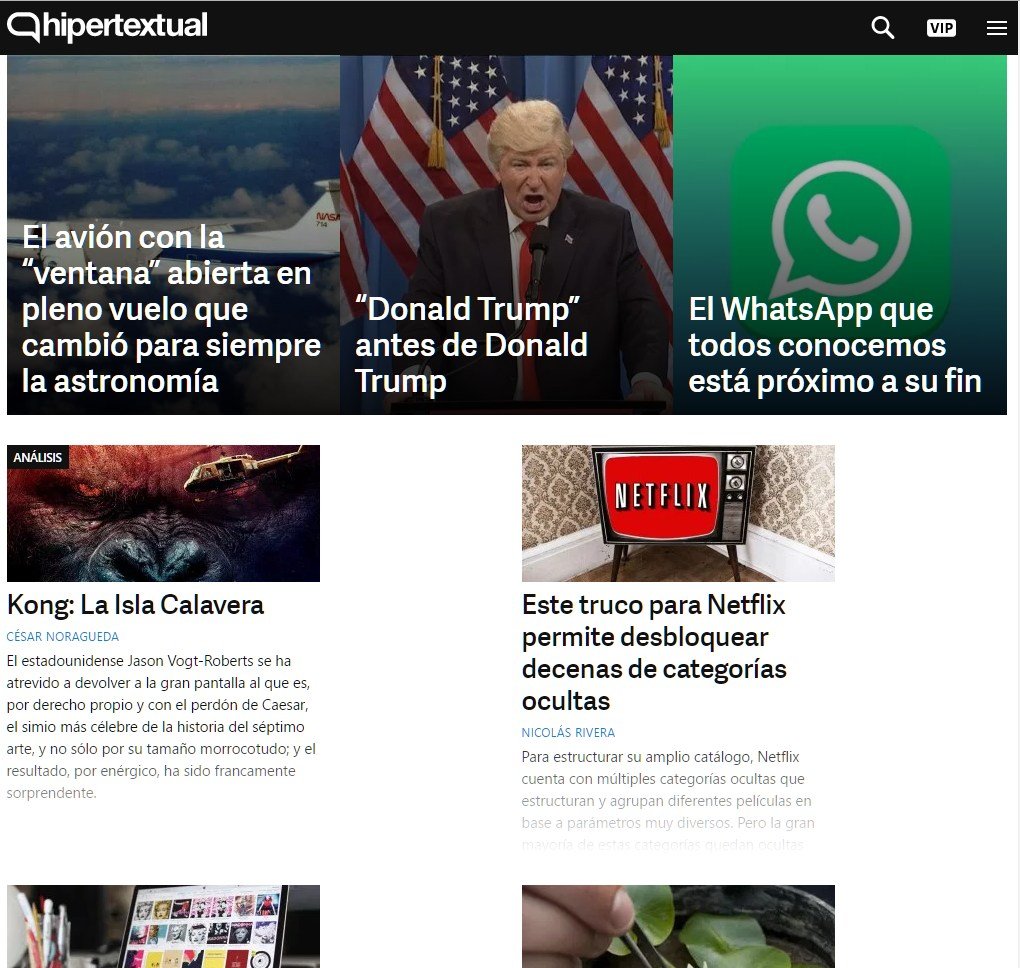 hipertextual
VIP
NASA
714
El avión con la
“ventana” abierta en
pleno vuelo que
cambió para siempre
la astronomía
“Donald Trump”
antes de Donald
Trump
El WhatsApp que
todos conocemos
está próximo a su fin
ANÁLISIS
NETFLIX
Kong: La Isla Calavera
CÉSAR NORAGUEDA
El estadounidense Jason Vogt-Roberts se ha
atrevido a devolver a la gran pantalla al que es,
por derecho propio y con el perdón de Caesar,
el simio más célebre de la historia del séptimo
arte, y no sólo por su tamaño morrocotudo; y el
resultado, por enérgico, ha sido francamente
sorprendente.
Este truco para Netflix
permite desbloquear
decenas de categorías
ocultas
NICOLÁS RIVERA
Para estructurar su amplio catálogo, Netflix
cuenta con múltiples categorías ocultas que
estructuran y agrupan diferentes películas en
base a parámetros muy diversos. Pero la gran
mayoría de estas categorías quedan ocultas